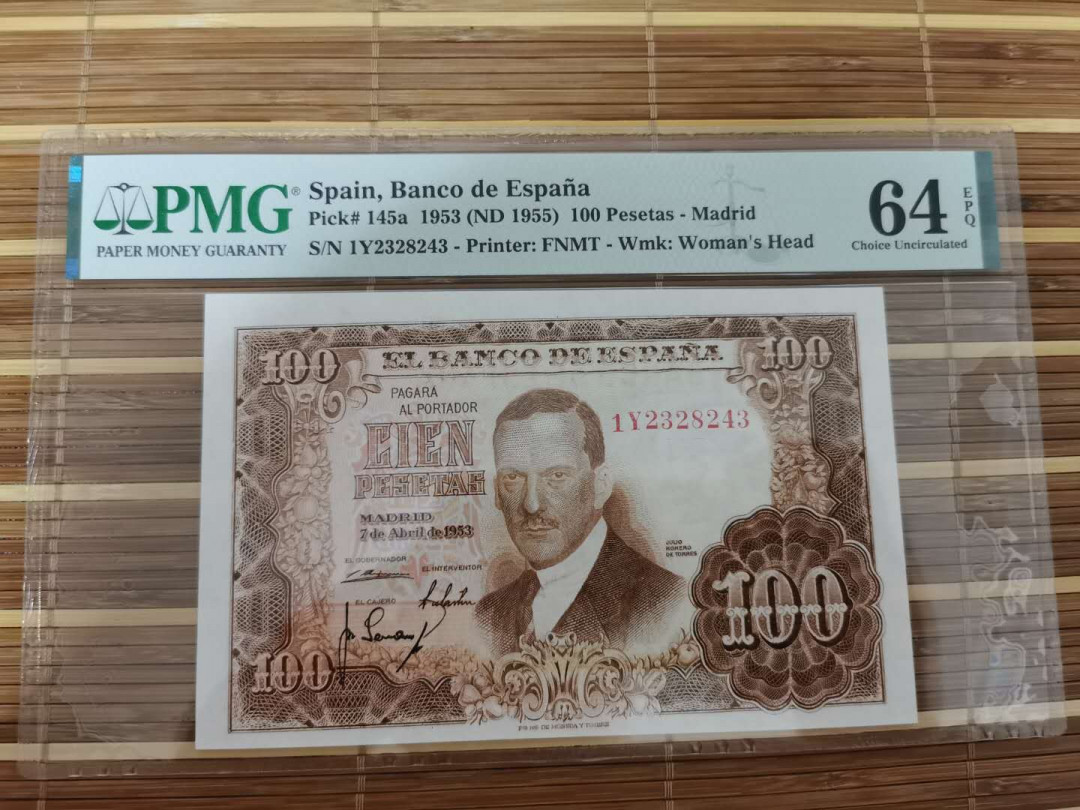 PMG®
PAPER MONEY GUARANTY
Spain, Banco de España
Pick# 145a 1953 (ND 1955) 100 Pesetas - Madrid
S/N 1Y2328243 - Printer: FNMT - Wmk: Woman's Head
64
EPQ
Choice Uncirculated
100
EL BANCO DE ESPAÑA
100
PAGARÁ
AL PORTADOR
CIEN
PESETAS
1Y2328243
MADRID,
7 de Abril de 1953
EL GOBERNADOR
EL INTERVENTOR
EL CAJERO
JULIO
ROMERO
DE TORRES
100
100